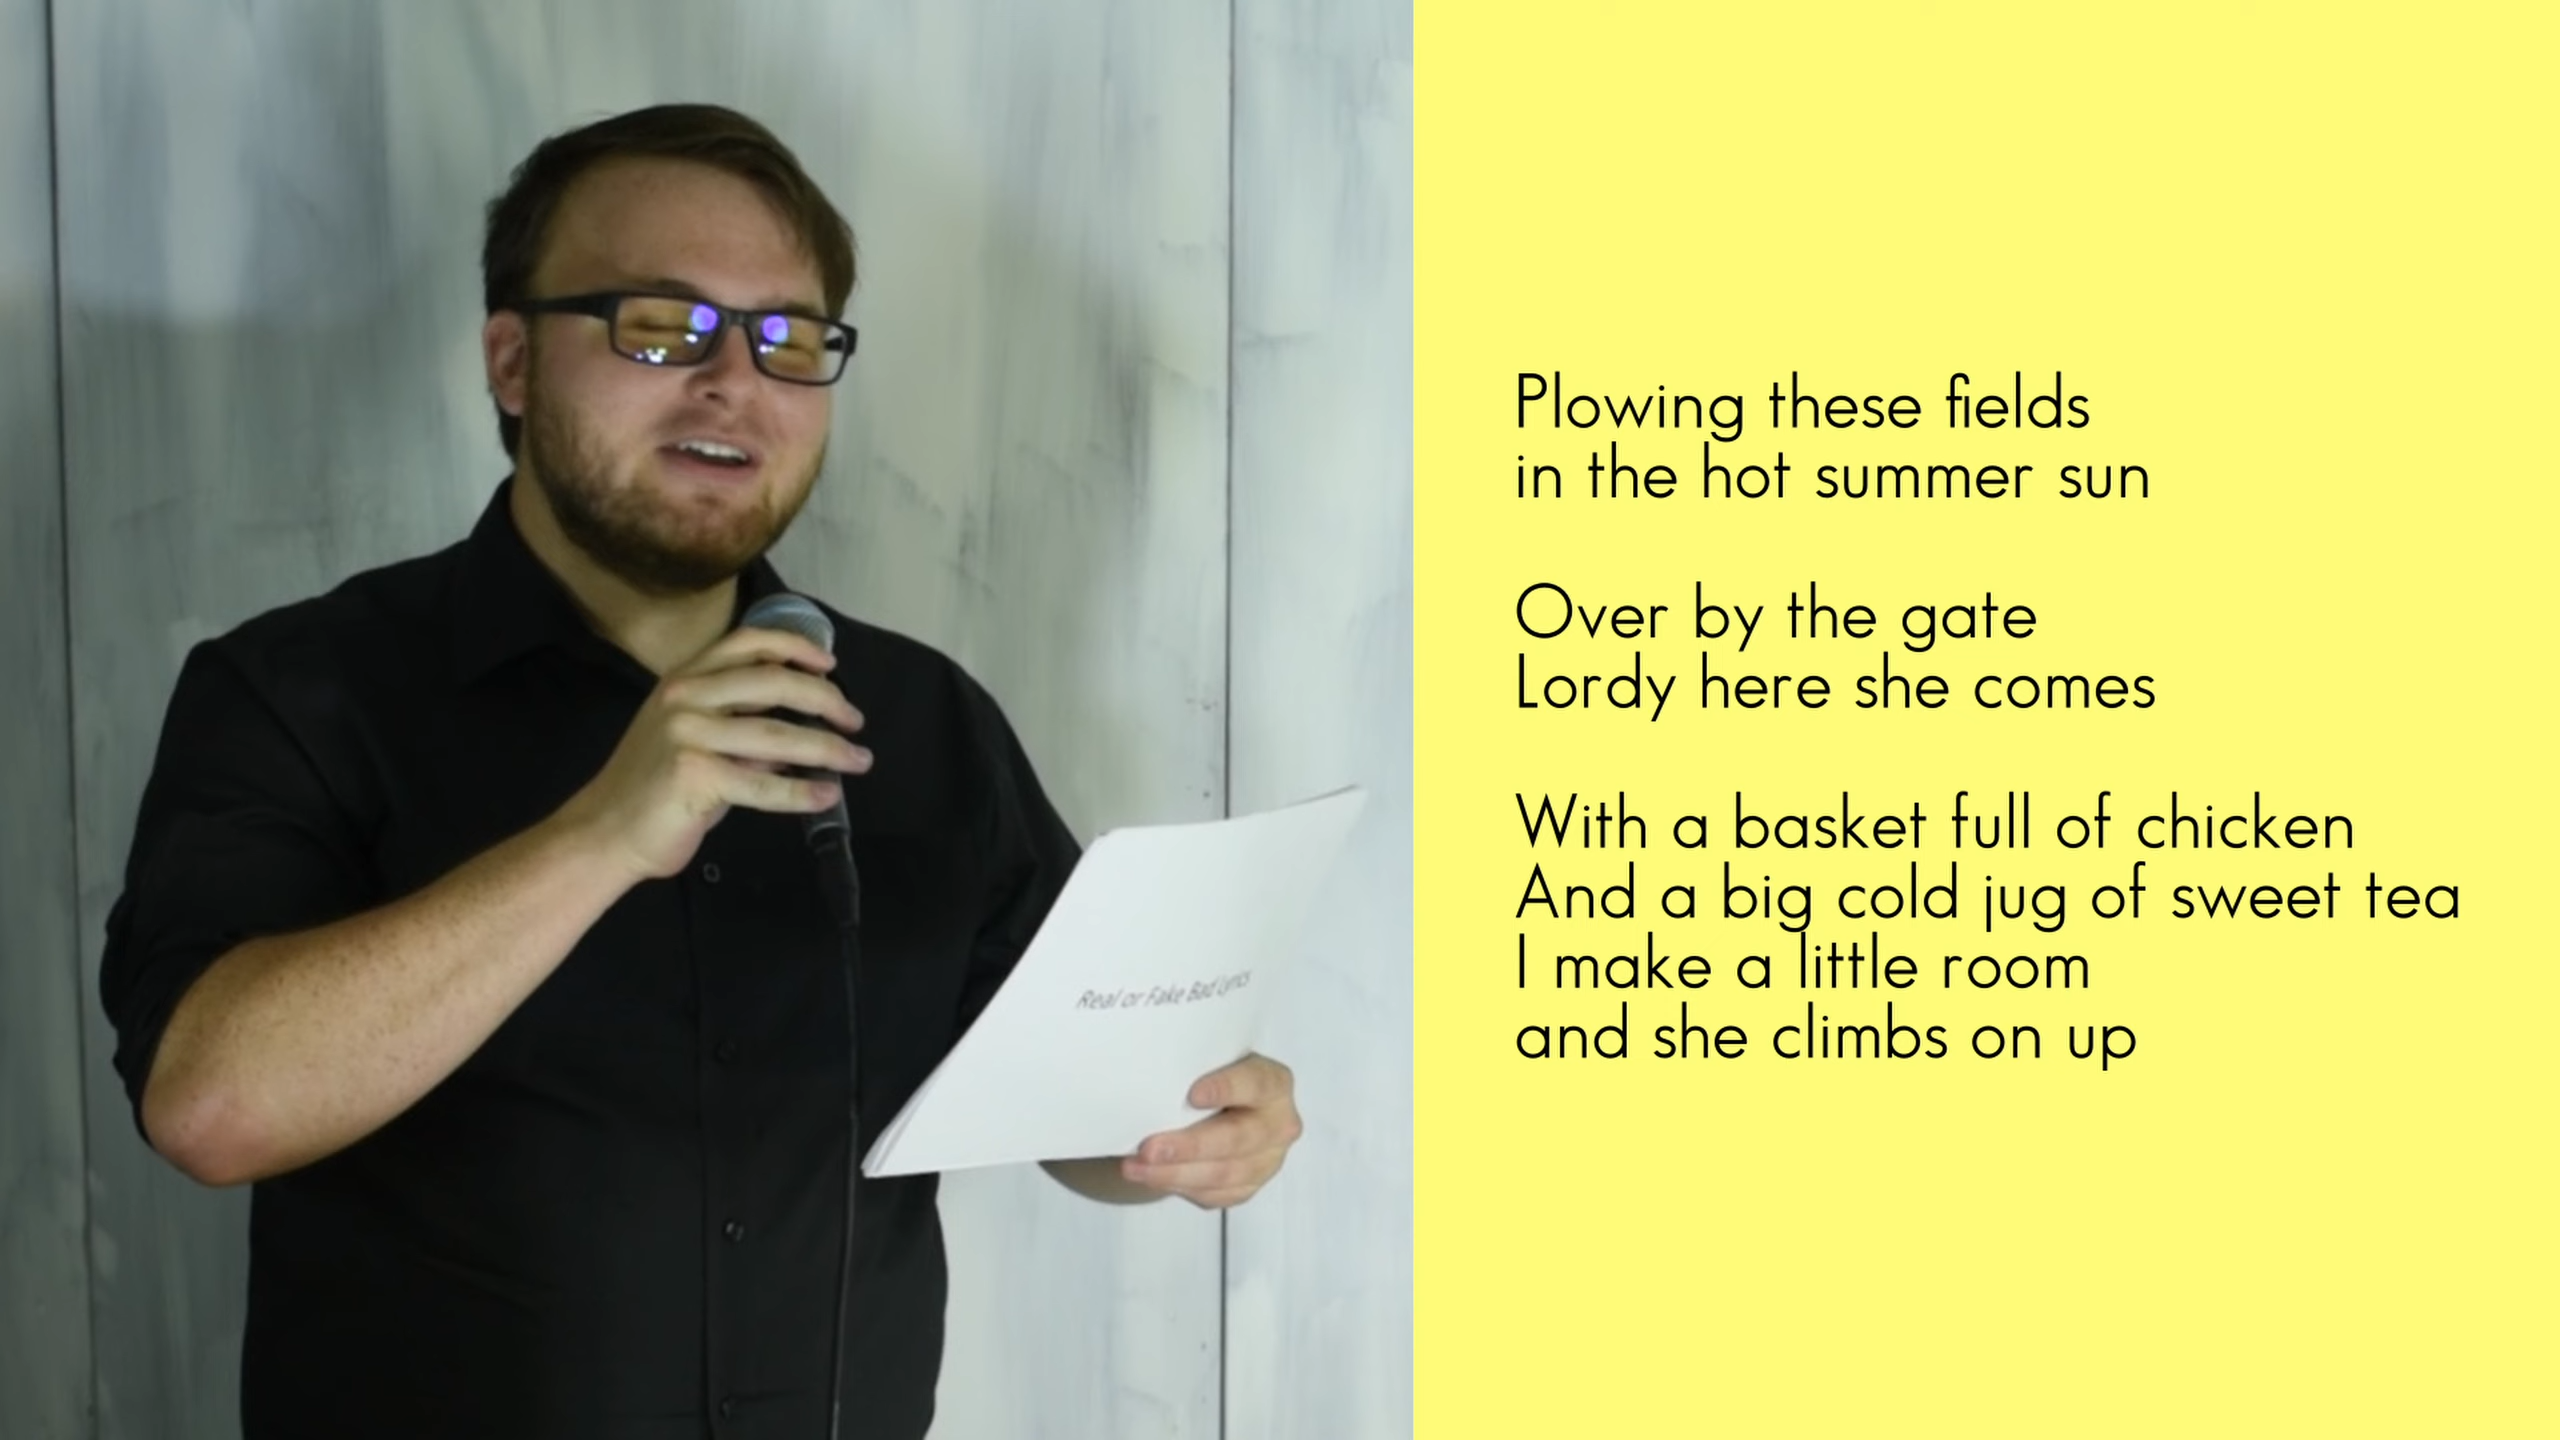 Real or Fake Bad Lyrics
Plowing these fields
in the hot summer sun
Over by the gate
Lordy here she comes
With a basket full of chicken
And a big cold jug of sweet tea
I make a little room
and she climbs on up